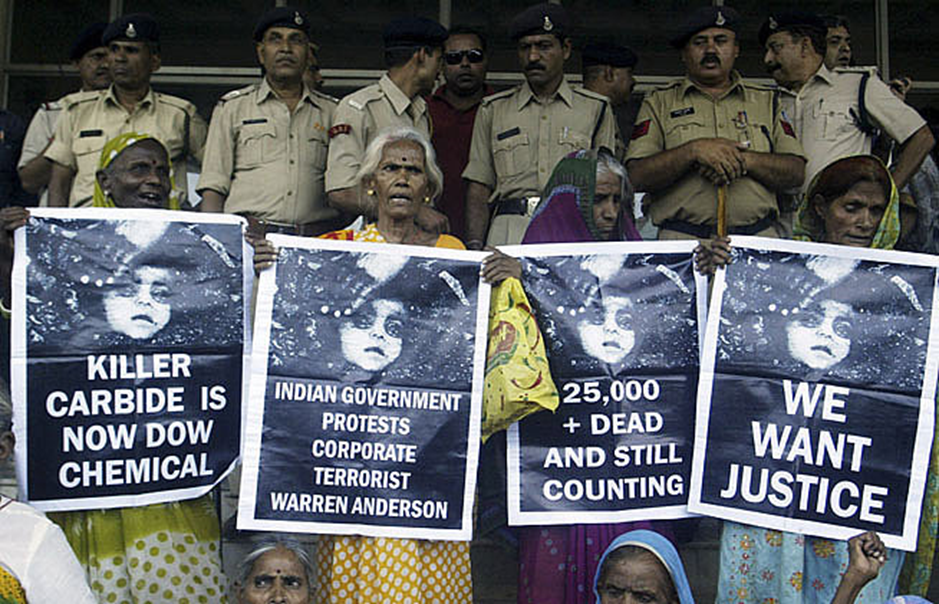 KILLER
CARBIDE IS
NOW DOW
CHEMICAL
INDIAN GOVERNMENT
PROTESTS
CORPORATE
TERRORIST
WARREN ANDERSON
25,000
+ DEAD
AND STILL
COUNTING
WE
WANT
JUSTICE